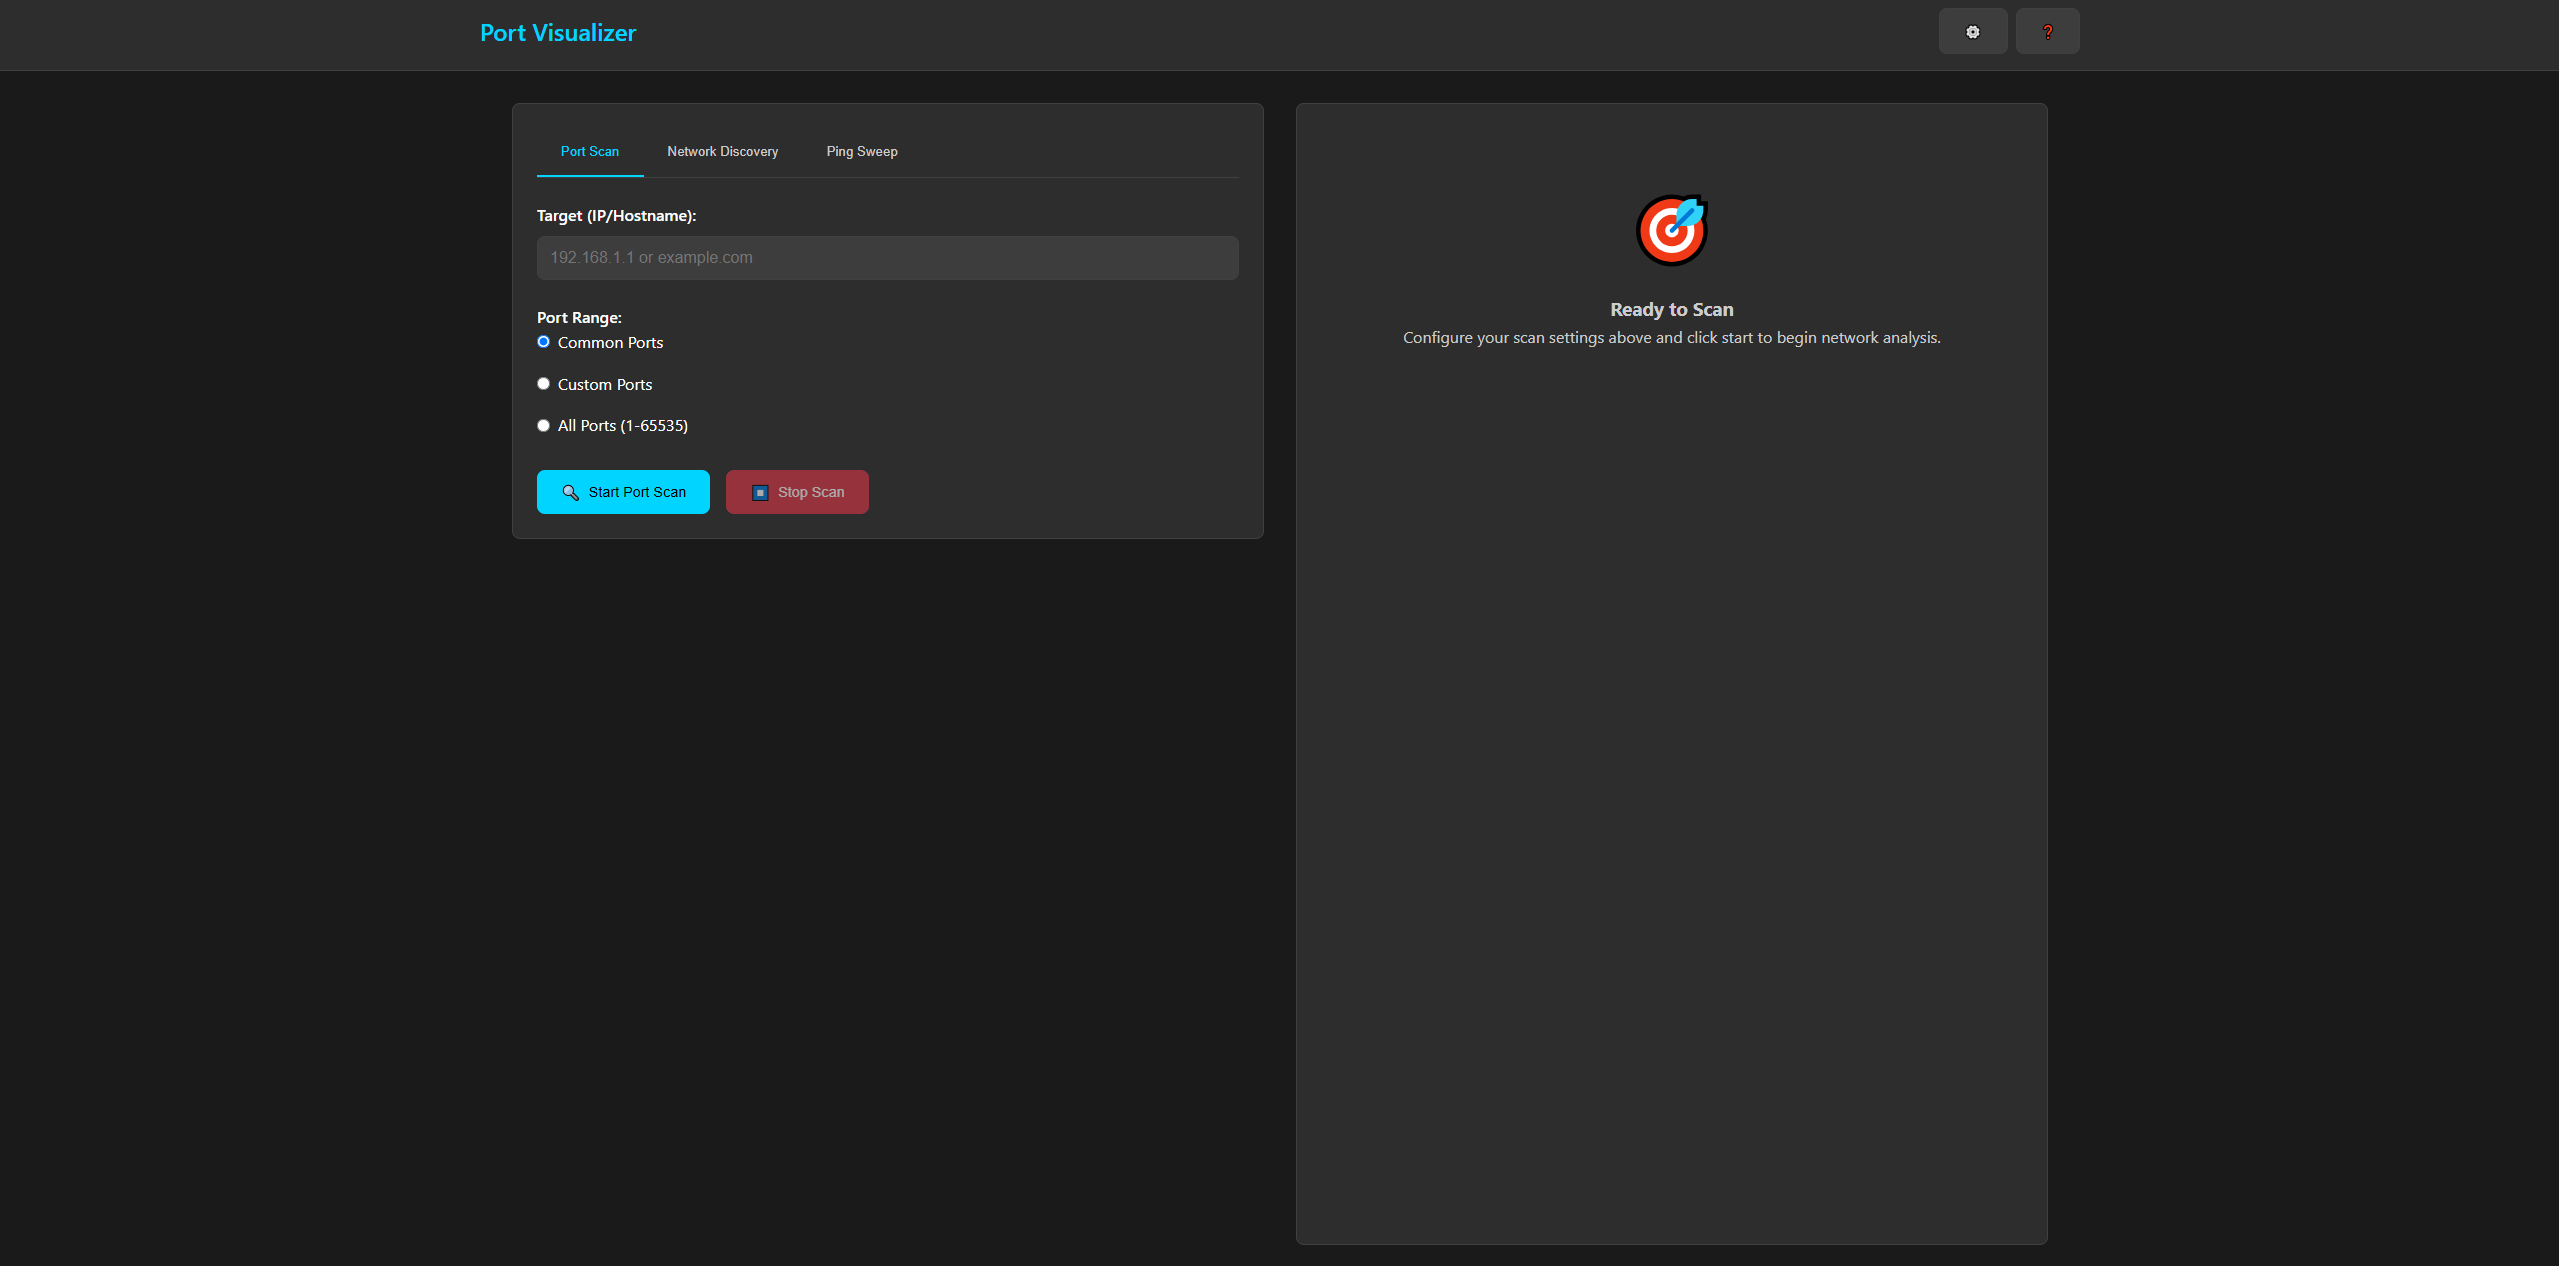 Port Visualizer
Port Scan
Network Discovery
Ping Sweep
Target (IP/Hostname):
192.168.1.1 or example.com
Port Range:
Common Ports
Custom Ports
All Ports (1-65535)
Start Port Scan
Stop Scan
Ready to Scan
Configure your scan settings above and click start to begin network analysis.